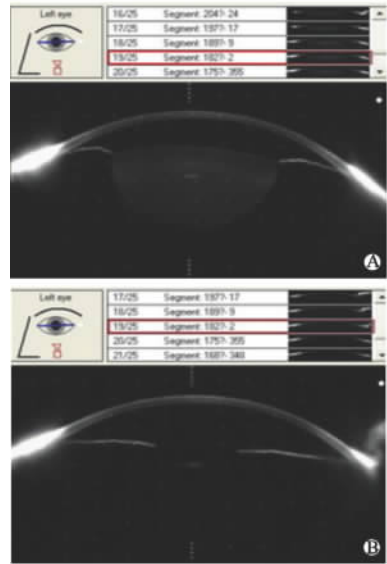 Left eye
16/25 Segment: 204?- 24
17/25 Segment: 197?- 17
18/25 Segment: 189?- 9
19/25 Segment: 182?- 2
20/25 Segment: 175?- 355
A
Left eye
17/25 Segment: 197?- 17
18/25 Segment: 189?- 9
19/25 Segment: 182?- 2
20/25 Segment: 175?- 355
21/25 Segment: 168?- 348
B